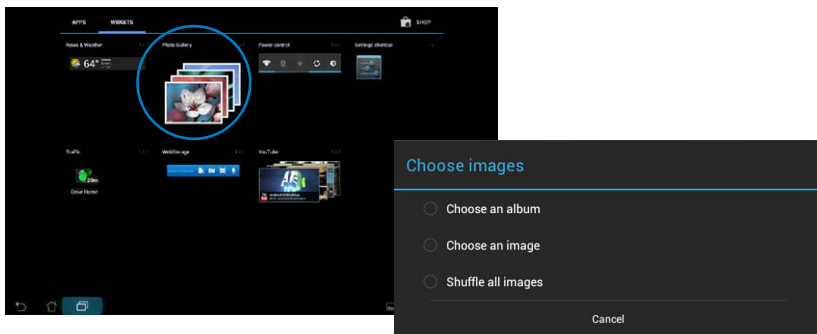 APPS WIDGETS SHOP
News & Weather Photo Gallery Power control Settings shortcut
64°
Traffic YouTube
Drive Home
Choose images
Choose an album
Choose an image
Shuffle all images
Cancel